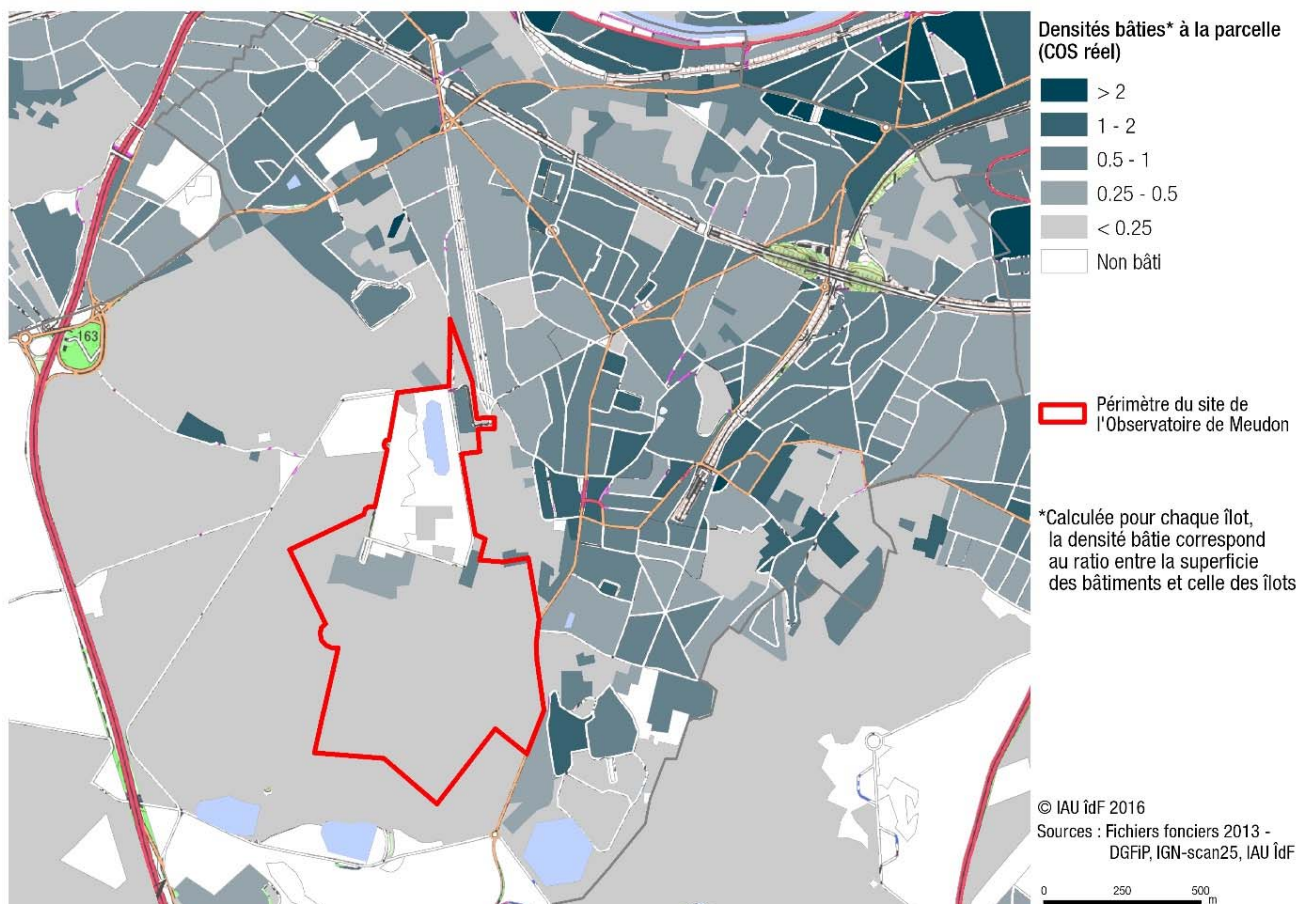 Densités bâties* à la parcelle
(COS réel)
> 2
1 - 2
0.5 - 1
0.25 - 0.5
< 0.25
Non bâti
163
Périmètre du site de
l'Observatoire de Meudon
*Calculée pour chaque îlot,
la densité bâtie correspond
au ratio entre la superficie
des bâtiments et celle des îlots
© IAU îdF 2016
Sources : Fichiers fonciers 2013 -
DGFiP, IGN-scan25, IAU îdF
0 250 500
m